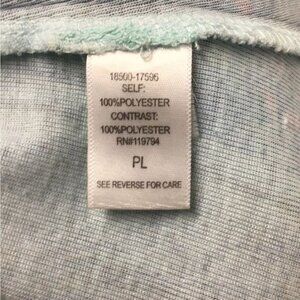 18500-17596
SELF:
100%POLYESTER
CONTRAST:
100%POLYESTER
RN#119794
PL
SEE REVERSE FOR CARE